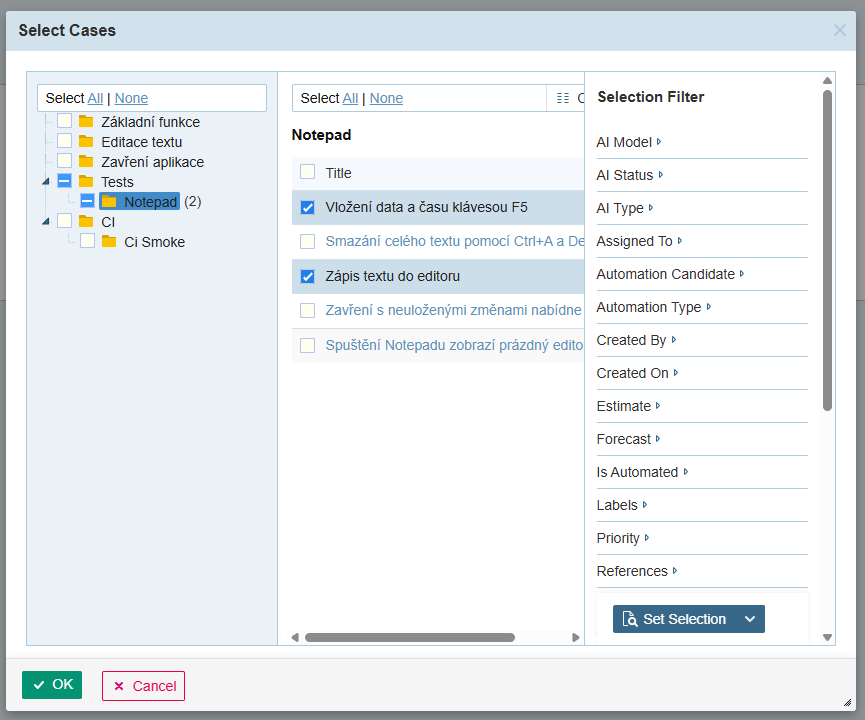 Select Cases
Select All | None
Základní funkce
Editace textu
Zavření aplikace
Tests
Notepad (2)
CI
Ci Smoke
Select All | None
Notepad
Title
Vložení data a času klávesou F5
Smazání celého textu pomocí Ctrl+A a De
Zápis textu do editoru
Zavření s neuloženými změnami nabídne
Spuštění Notepadu zobrazí prázdný edito
Selection Filter
AI Model
AI Status
AI Type
Assigned To
Automation Candidate
Automation Type
Created By
Created On
Estimate
Forecast
Is Automated
Labels
Priority
References
Set Selection
OK
Cancel